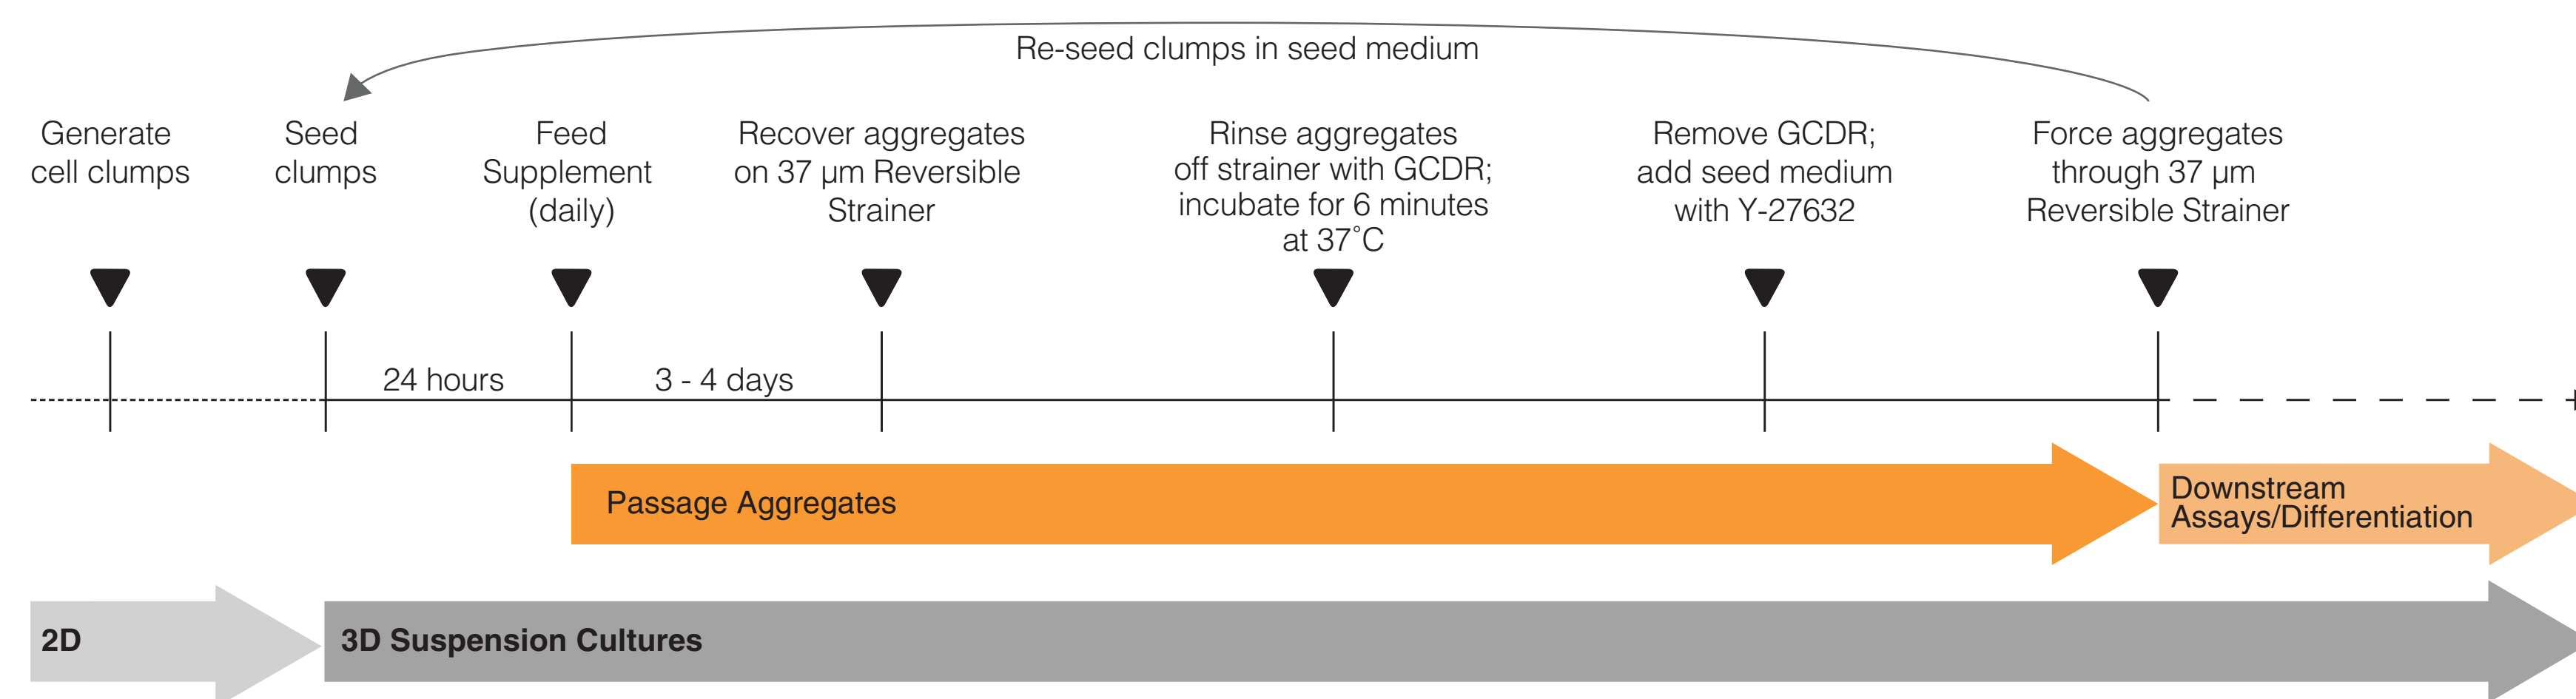 Re-seed clumps in seed medium
Generate
cell clumps
Seed
clumps
Feed
Supplement
(daily)
Recover aggregates
on 37 µm Reversible
Strainer
Rinse aggregates
off strainer with GCDR;
incubate for 6 minutes
at 37˚C
Remove GCDR;
add seed medium
with Y-27632
Force aggregates
through 37 µm
Reversible Strainer
24 hours
3 - 4 days
Passage Aggregates
Downstream
Assays/Differentiation
2D
3D Suspension Cultures